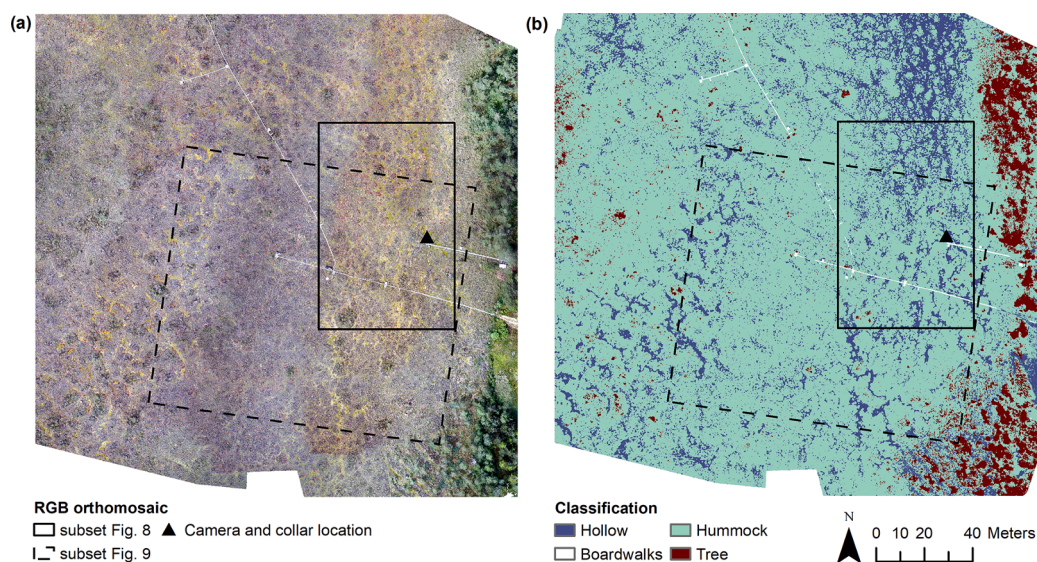 (a)
(b)
RGB orthomosaic
subset Fig. 8 Camera and collar location
subset Fig. 9
Classification
Hollow Hummock
Boardwalks Tree
N
0 10 20 40 Meters